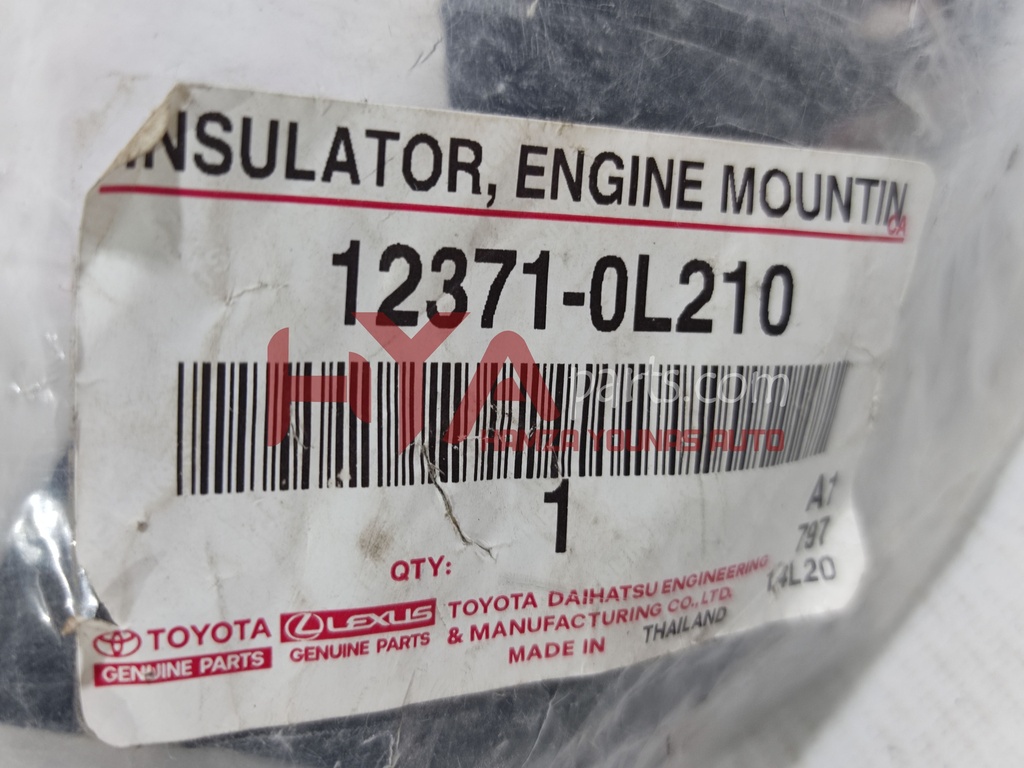 INSULATOR, ENGINE MOUNTIN
CA
12371-0L210
HYA parts.com
HAMZA YOUNAS AUTO
1
A1
797
QTY:
TOYOTA
GENUINE PARTS
LEXUS
GENUINE PARTS
TOYOTA DAIHATSU ENGINEERING
& MANUFACTURING CO., LTD.
MADE IN THAILAND